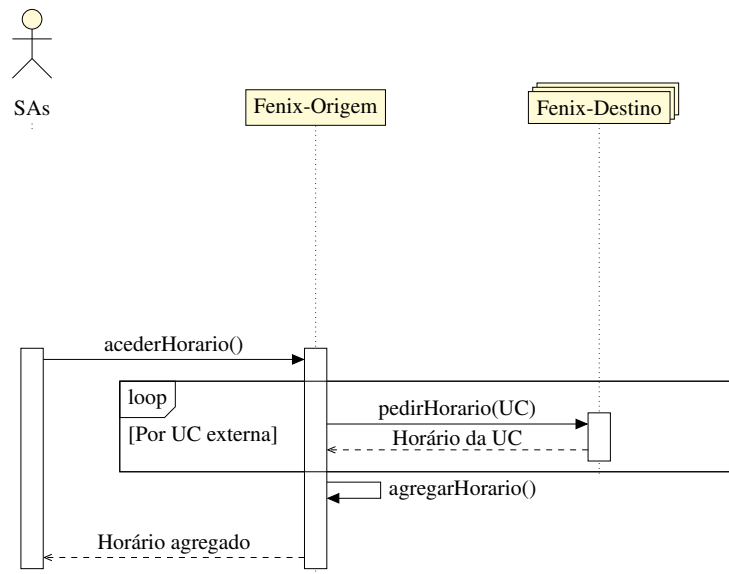 SAs
Fenix-Origem
Fenix-Destino
acederHorario()
loop
pedirHorario(UC)
[Por UC externa]
Horário da UC
agregarHorario()
Horário agregado